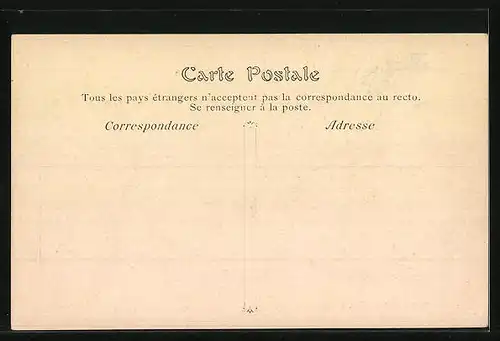 Carte Postale
Tous les pays étrangers n'acceptent pas la correspondance au recto.
Se renseigner à la poste.
Correspondance
Adresse